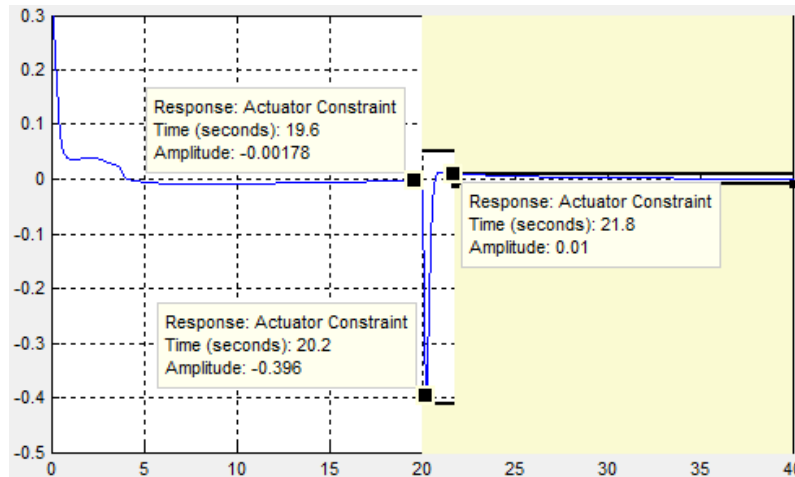 0.3
0.2
0.1
0
-0.1
-0.2
-0.3
-0.4
-0.5
Response: Actuator Constraint
Time (seconds): 19.6
Amplitude: -0.00178
Response: Actuator Constraint
Time (seconds): 21.8
Amplitude: 0.01
Response: Actuator Constraint
Time (seconds): 20.2
Amplitude: -0.396
0 5 10 15 20 25 30 35 40